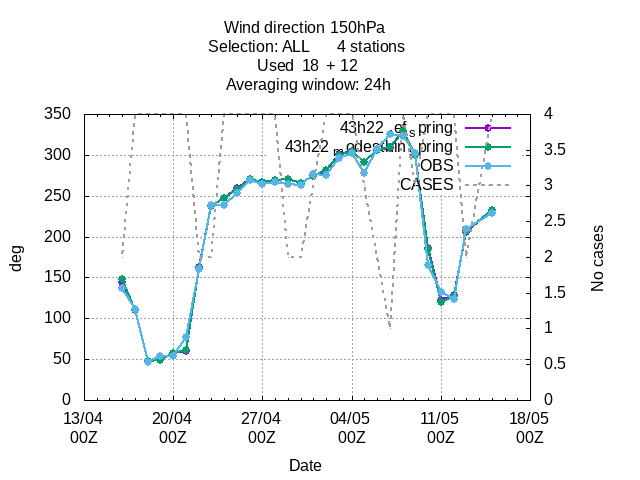 Wind direction 150hPa
Selection: ALL 4 stations
Used 18 + 12
Averaging window: 24h
350 4
43h22_ef_spring
43h22_modestrin_spring
OBS
CASES
300 3.5
250 3
200 2.5
deg
No cases
150 2
100 1.5
50 1
0 0.5
0
13/04 20/04 27/04 04/05 11/05 18/05
00Z 00Z 00Z 00Z 00Z 00Z
Date